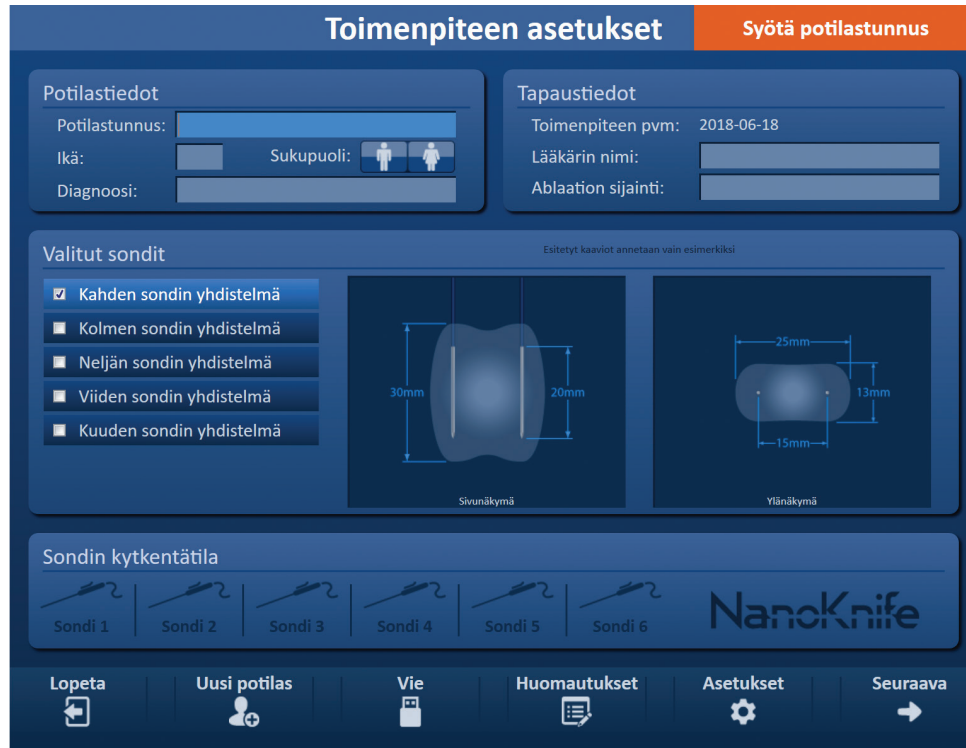 Toimenpiteen asetukset
Syötä potilastunnus
Potilastiedot
Potilastunnus:
Ikä:
Sukupuoli:
Diagnoosi:
Tapaustiedot
Toimenpiteen pvm: 2018-06-18
Lääkärin nimi:
Ablaation sijainti:
Valitut sondit
Esitetyt kaaviot annetaan vain esimerkiksi
Kahden sondin yhdistelmä
Kolmen sondin yhdistelmä
Neljän sondin yhdistelmä
Viiden sondin yhdistelmä
Kuuden sondin yhdistelmä
30mm
20mm
Sivunäkymä
25mm
13mm
15mm
Ylänäkymä
Sondin kytkentätila
Sondi 1
Sondi 2
Sondi 3
Sondi 4
Sondi 5
Sondi 6
NanoKnife
Lopeta
Uusi potilas
Vie
Huomautukset
Asetukset
Seuraava